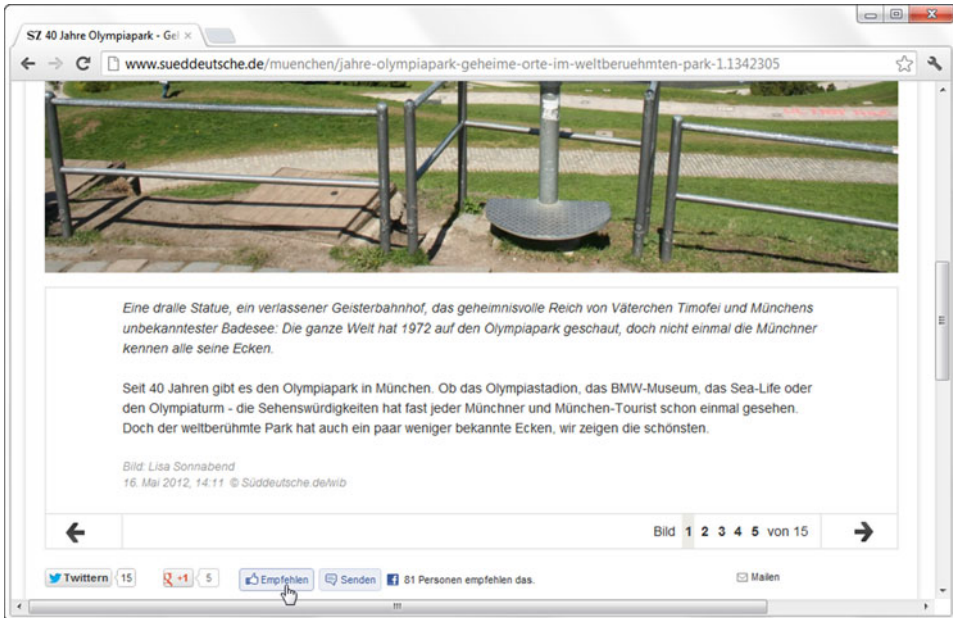 SZ 40 Jahre Olympiapark - Gel
www.sueddeutsche.de/muenchen/jahre-olympiapark-geheime-orte-im-weltberuehmten-park-1.1342305
Eine dralle Statue, ein verlassener Geisterbahnhof, das geheimnisvolle Reich von Väterchen Timofei und Münchens
unbekanntester Badesee: Die ganze Welt hat 1972 auf den Olympiapark geschaut, doch nicht einmal die Münchner
kennen alle seine Ecken.
Seit 40 Jahren gibt es den Olympiapark in München. Ob das Olympiastadion, das BMW-Museum, das Sea-Life oder
den Olympiaturm - die Sehenswürdigkeiten hat fast jeder Münchner und München-Tourist schon einmal gesehen.
Doch der weltberühmte Park hat auch ein paar weniger bekannte Ecken, wir zeigen die schönsten.
Bild: Lisa Sonnabend
16. Mai 2012, 14:11 © Süddeutsche.de/wib
Bild 1 2 3 4 5 von 15
Twittern 15 +1 5 Empfehlen Senden 81 Personen empfehlen das. Mailen